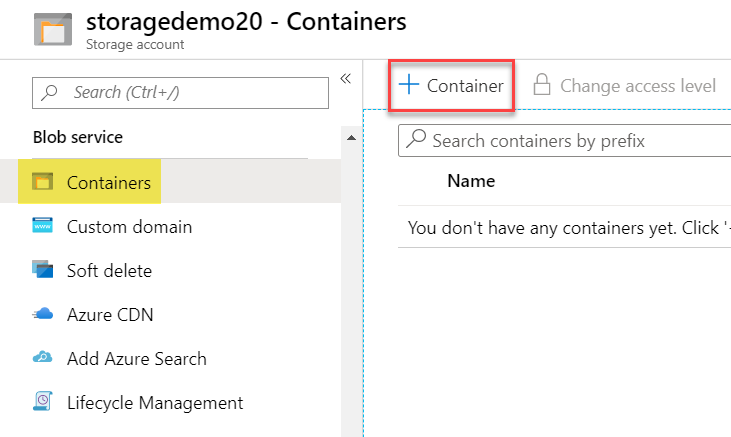 storagedemo20 - Containers
Storage account
Search (Ctrl+/)
Blob service
Containers
Custom domain
Soft delete
Azure CDN
Add Azure Search
Lifecycle Management
Container
Change access level
Search containers by prefix
Name
You don't have any containers yet. Click '